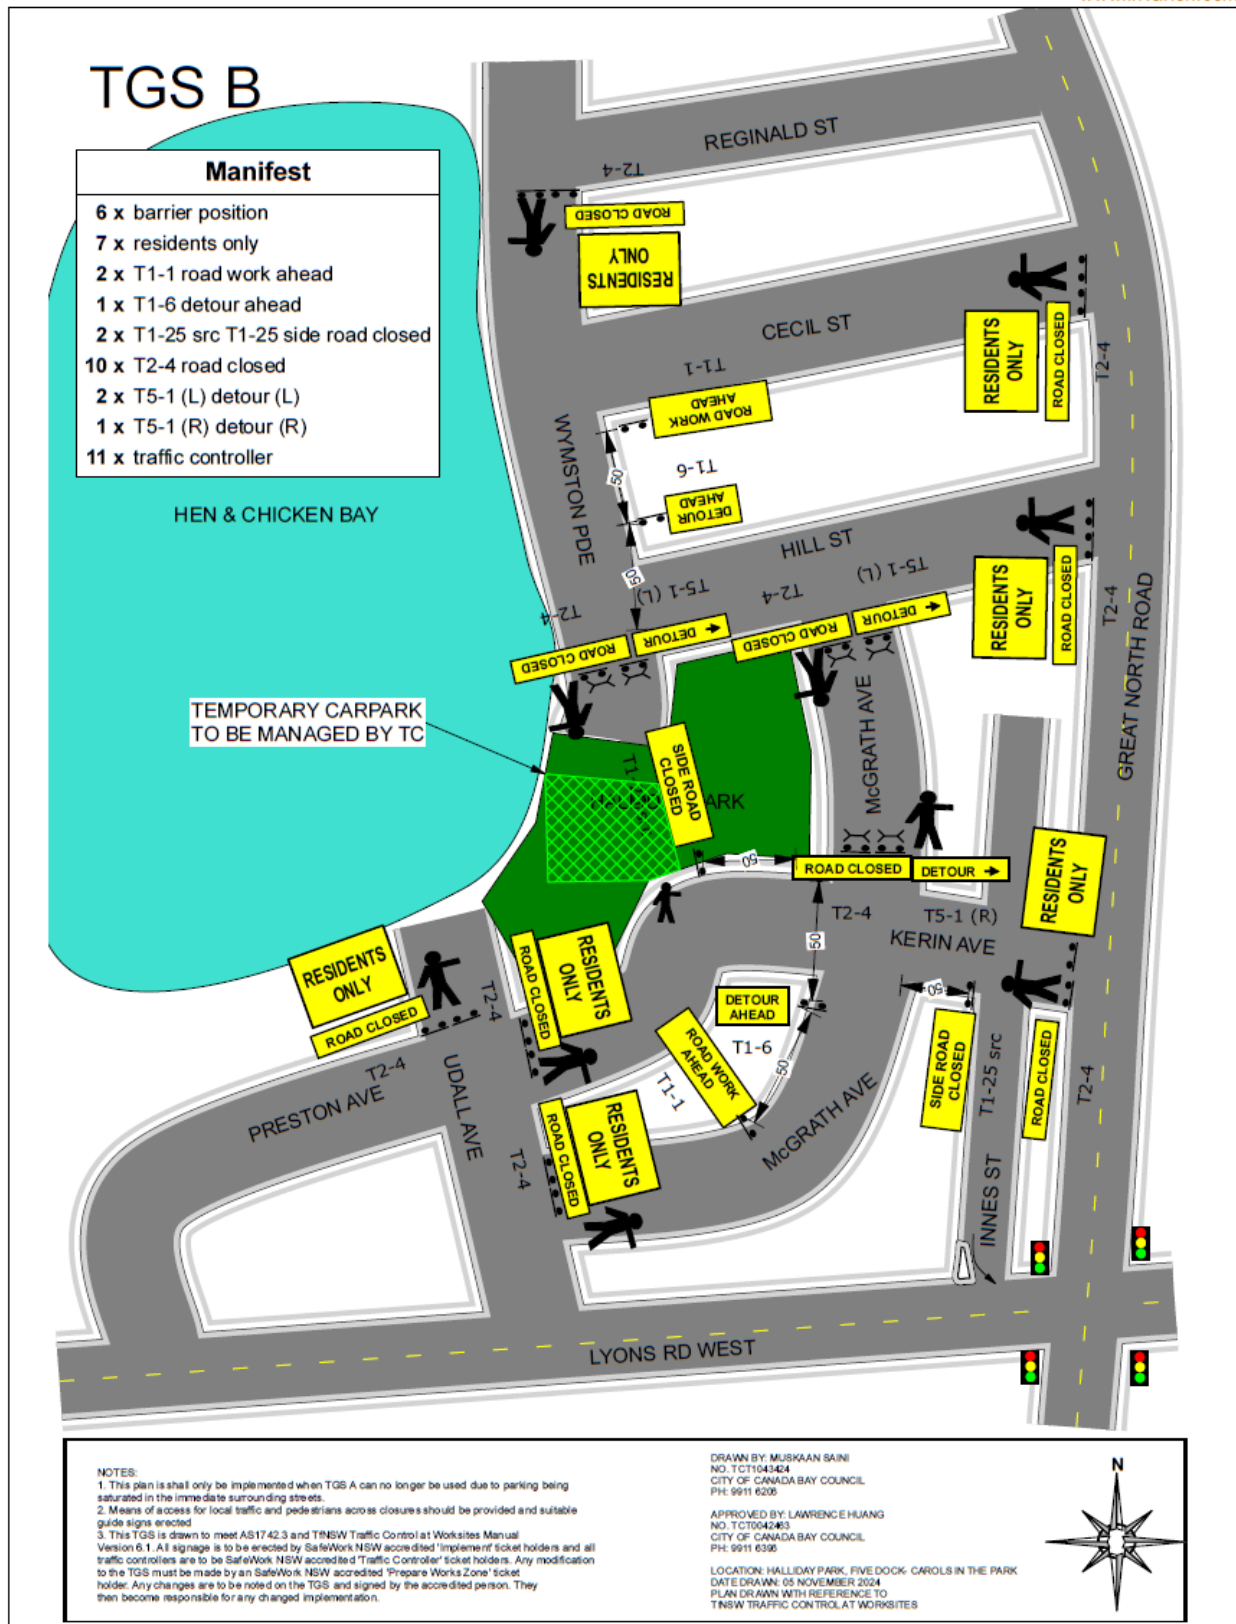 TGS B
Manifest
6 x barrier position
7 x residents only
2 x T1-1 road work ahead
1 x T1-6 detour ahead
2 x T1-25 src T1-25 side road closed
10 x T2-4 road closed
2 x T5-1 (L) detour (L)
1 x T5-1 (R) detour (R)
11 x traffic controller
HEN & CHICKEN BAY
REGINALD ST
T2-4
ROAD CLOSED
RESIDENTS
ONLY
CECIL ST
RESIDENTS
ONLY
ROAD CLOSED
T2-4
T1-1
ROAD WORK
AHEAD
WYMSTON PDE
50
T1-6
DETOUR
AHEAD
HILL ST
50
T5-1 (L)
T2-4
T5-1 (L)
T2-4
ROAD CLOSED
DETOUR
ROAD CLOSED
DETOUR
RESIDENTS
ONLY
ROAD CLOSED
T2-4
GREAT NORTH ROAD
TEMPORARY CARPARK
TO BE MANAGED BY TC
SIDE ROAD
CLOSED
McGRATH AVE
50
ROAD CLOSED
DETOUR
T2-4
T5-1 (R)
KERIN AVE
RESIDENTS
ONLY
50
50
RESIDENTS
ONLY
ROAD CLOSED
T2-4
ROAD CLOSED
RESIDENTS
ONLY
T2-4
DETOUR
AHEAD
T1-6
ROAD WORK
AHEAD
T1-1
50
SIDE ROAD
CLOSED
T1-25 src
ROAD CLOSED
T2-4
PRESTON AVE
UDALL AVE
ROAD CLOSED
RESIDENTS
ONLY
T2-4
McGRATH AVE
INNES ST
LYONS RD WEST
NOTES:
1. This plan is shall only be implemented when TGS A can no longer be used due to parking being
saturated in the immediate surrounding streets.
2. Means of access for local traffic and pedestrians across closures should be provided and suitable
guide signs erected
3. This TGS is drawn to meet AS1742.3 and TfNSW Traffic Control at Worksites Manual
Version 6.1. All signage is to be erected by SafeWork NSW accredited 'Implement' ticket holders and all
traffic controllers are to be SafeWork NSW accredited 'Traffic Controller' ticket holders. Any modification
to the TGS must be made by an SafeWork NSW accredited 'Prepare Works Zone' ticket
holder. Any changes are to be noted on the TGS and signed by the accredited person. They
then become responsible for any changed implementation.
DRAWN BY: MUSKAAN SAINI
NO. TCT1043424
CITY OF CANADA BAY COUNCIL
PH: 9911 6206
APPROVED BY: LAWRENCE HUANG
NO. TCT0042463
CITY OF CANADA BAY COUNCIL
PH: 9911 6396
LOCATION: HALLIDAY PARK, FIVE DOCK- CAROLS IN THE PARK
DATE DRAWN: 05 NOVEMBER 2024
PLAN DRAWN WITH REFERENCE TO
TfNSW TRAFFIC CONTROL AT WORKSITES
N